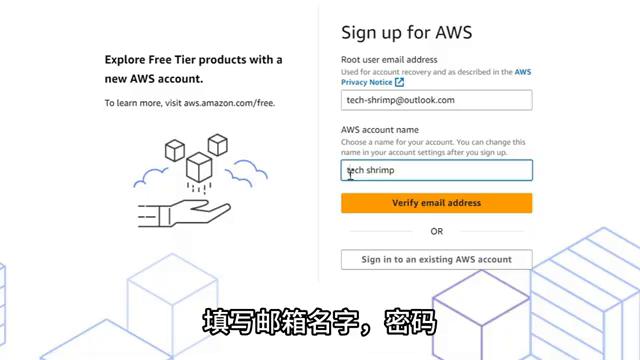 Explore Free Tier products with a
new AWS account.
To learn more, visit aws.amazon.com/free.
Sign up for AWS
Root user email address
Used for account recovery and as described in the AWS
Privacy Notice
tech-shrimp@outlook.com
AWS account name
Choose a name for your account. You can change this
name in your account settings after you sign up.
tech shrimp
Verify email address
OR
Sign in to an existing AWS account
填写邮箱名字，密码